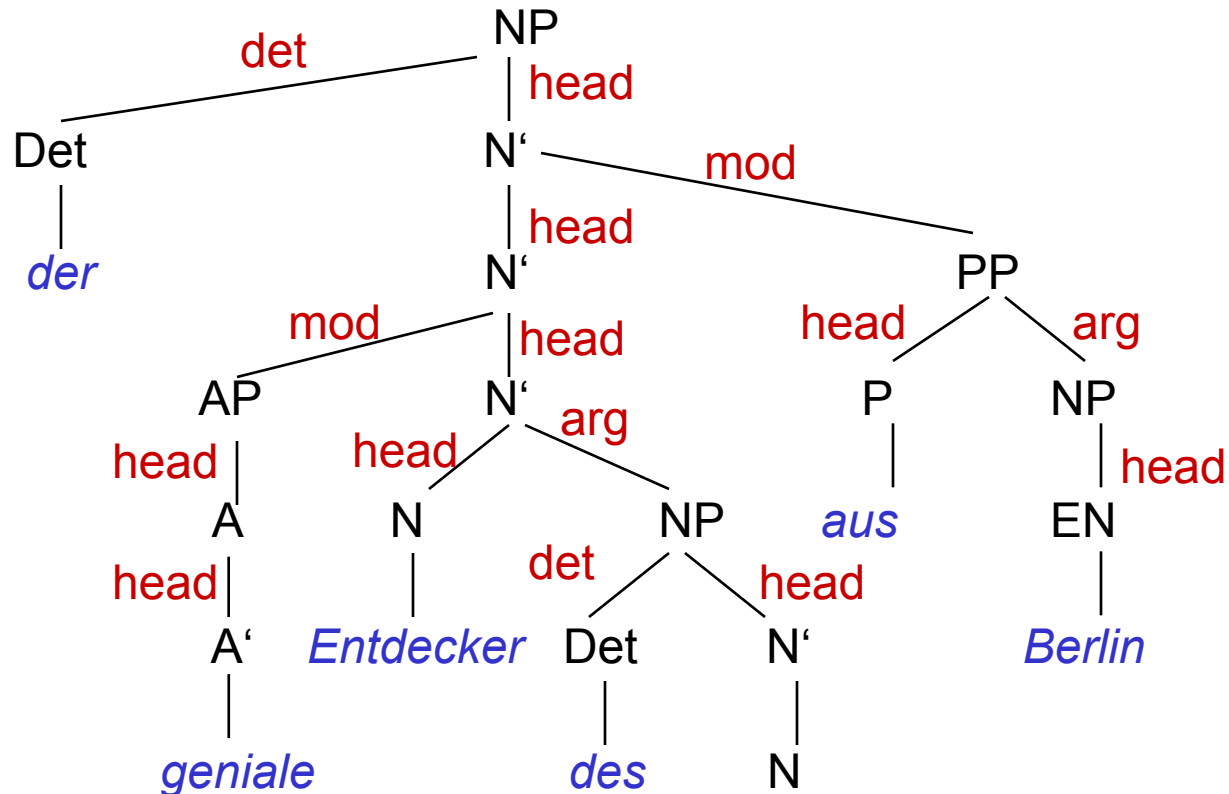 NP
det head
Det N‘ mod
head
der N‘ PP
mod head head arg
AP N‘ P NP
head head arg head
A N NP aus EN
head det head
A‘ Entdecker Det N‘ Berlin
geniale des N